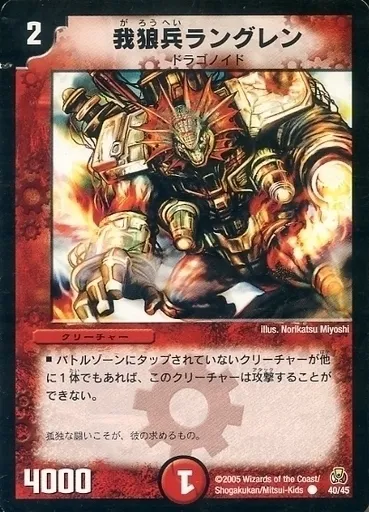 2
がろうへい
我狼兵ラングレン
ドラゴノイド
illus. Norikatsu Miyoshi
クリーチャー
■ バトルゾーンにタップされていないクリーチャーが他
に1体でもあれば、このクリーチャーは攻撃することが
できない。
孤独な闘いこそが、彼の求めるもの。
4000
1
©2005 Wizards of the Coast/
Shogakukan/Mitsui-Kids
40/45